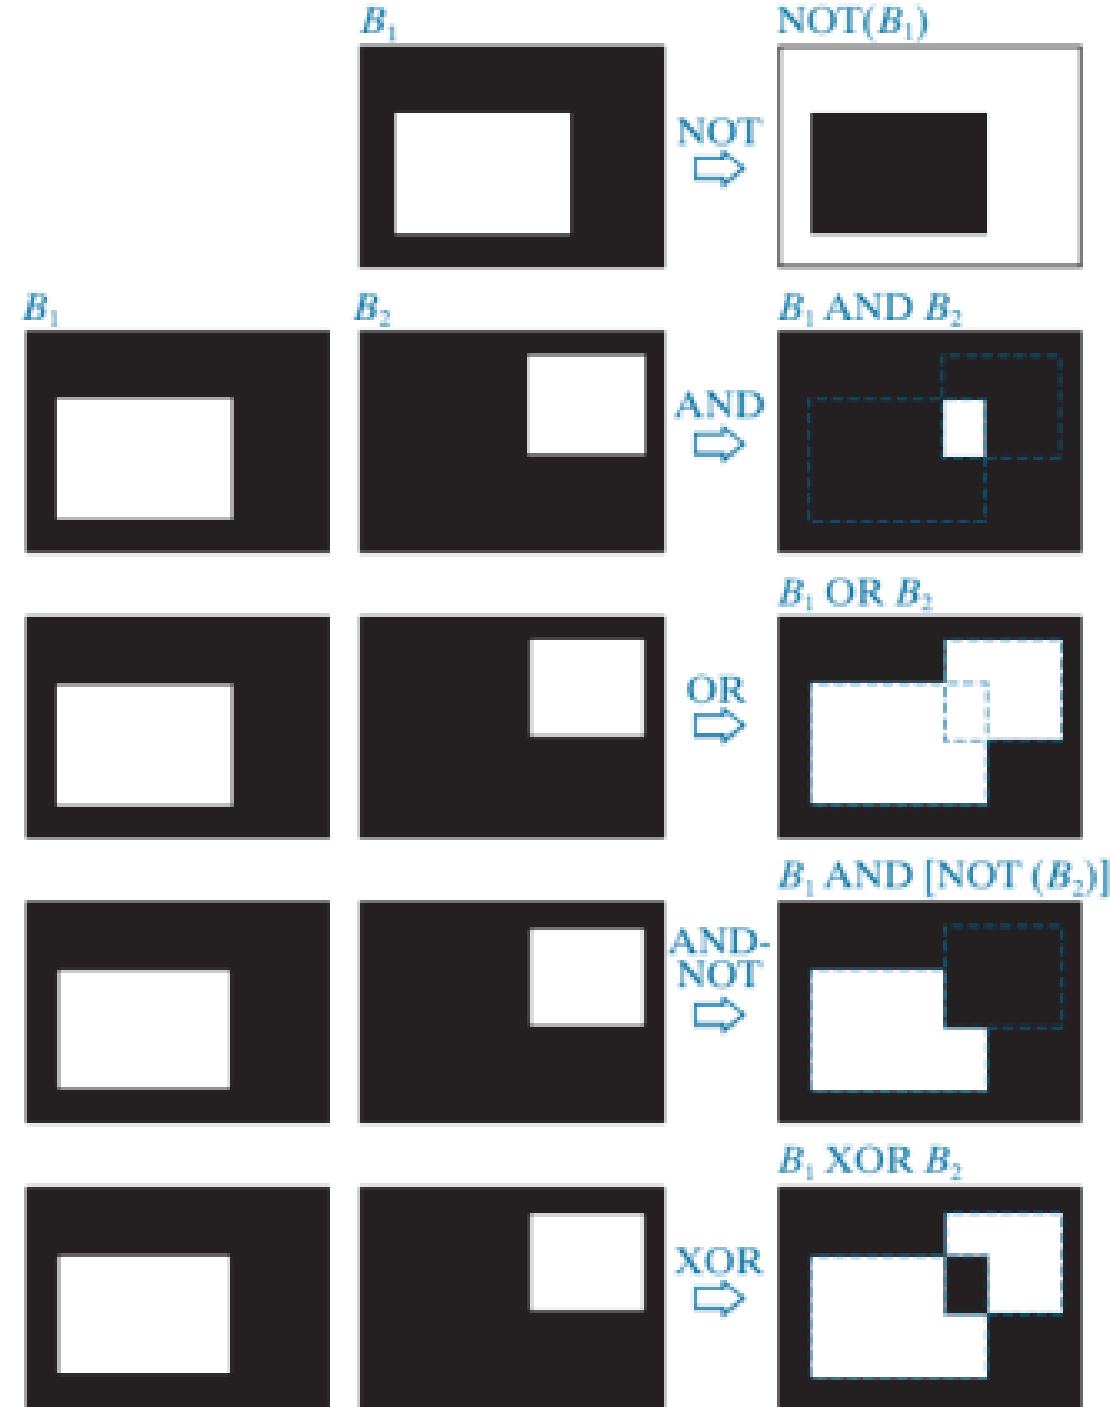 B₁
NOT(B₁)
NOT
B₁
B₂
B₁ AND B₂
AND
B₁ OR B₂
OR
B₁ AND [NOT (B₂)]
AND-
NOT
B₁ XOR B₂
XOR